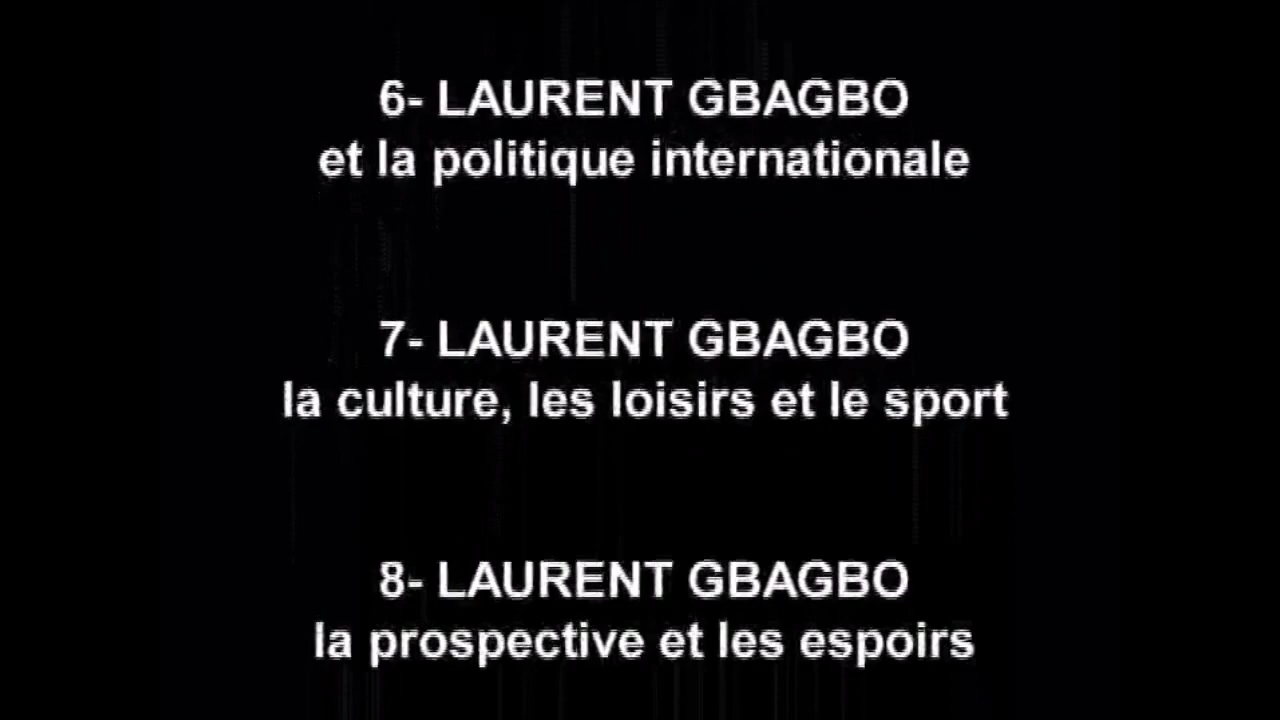 6- LAURENT GBAGBO
et la politique internationale
7- LAURENT GBAGBO
la culture, les loisirs et le sport
8- LAURENT GBAGBO
la prospective et les espoirs